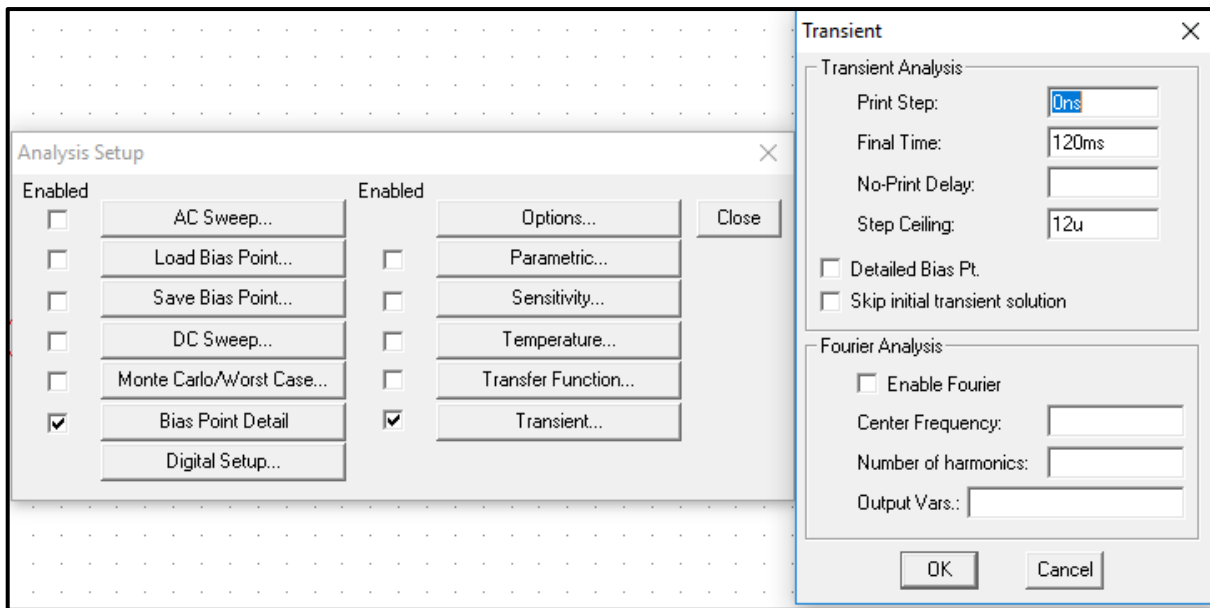 Analysis Setup
Enabled
Enabled
AC Sweep...
Options...
Close
Load Bias Point...
Parametric...
Save Bias Point...
Sensitivity...
DC Sweep...
Temperature...
Monte Carlo/Worst Case...
Transfer Function...
Bias Point Detail
Transient...
Digital Setup...
Transient
Transient Analysis
Print Step: 0ns
Final Time: 120ms
No-Print Delay:
Step Ceiling: 12u
Detailed Bias Pt.
Skip initial transient solution
Fourier Analysis
Enable Fourier
Center Frequency:
Number of harmonics:
Output Vars.:
OK
Cancel